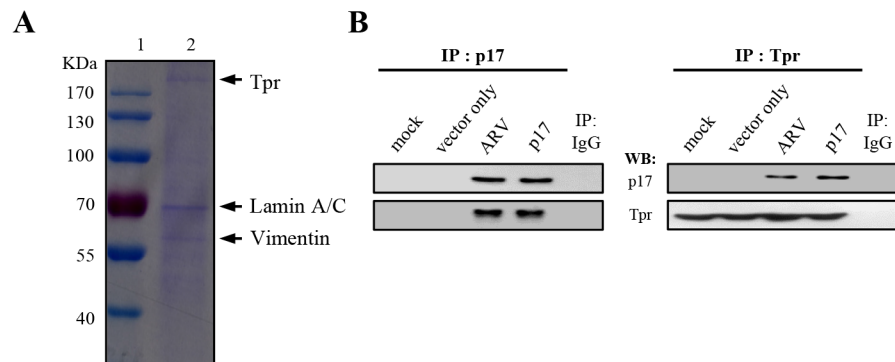 A
1 2
KDa
170
130
100
70
55
40
Tpr
Lamin A/C
Vimentin
B
IP : p17
mock
vector only
ARV
p17
IP:
IgG
IP : Tpr
mock
vector only
ARV
p17
IP:
IgG
WB:
p17
Tpr